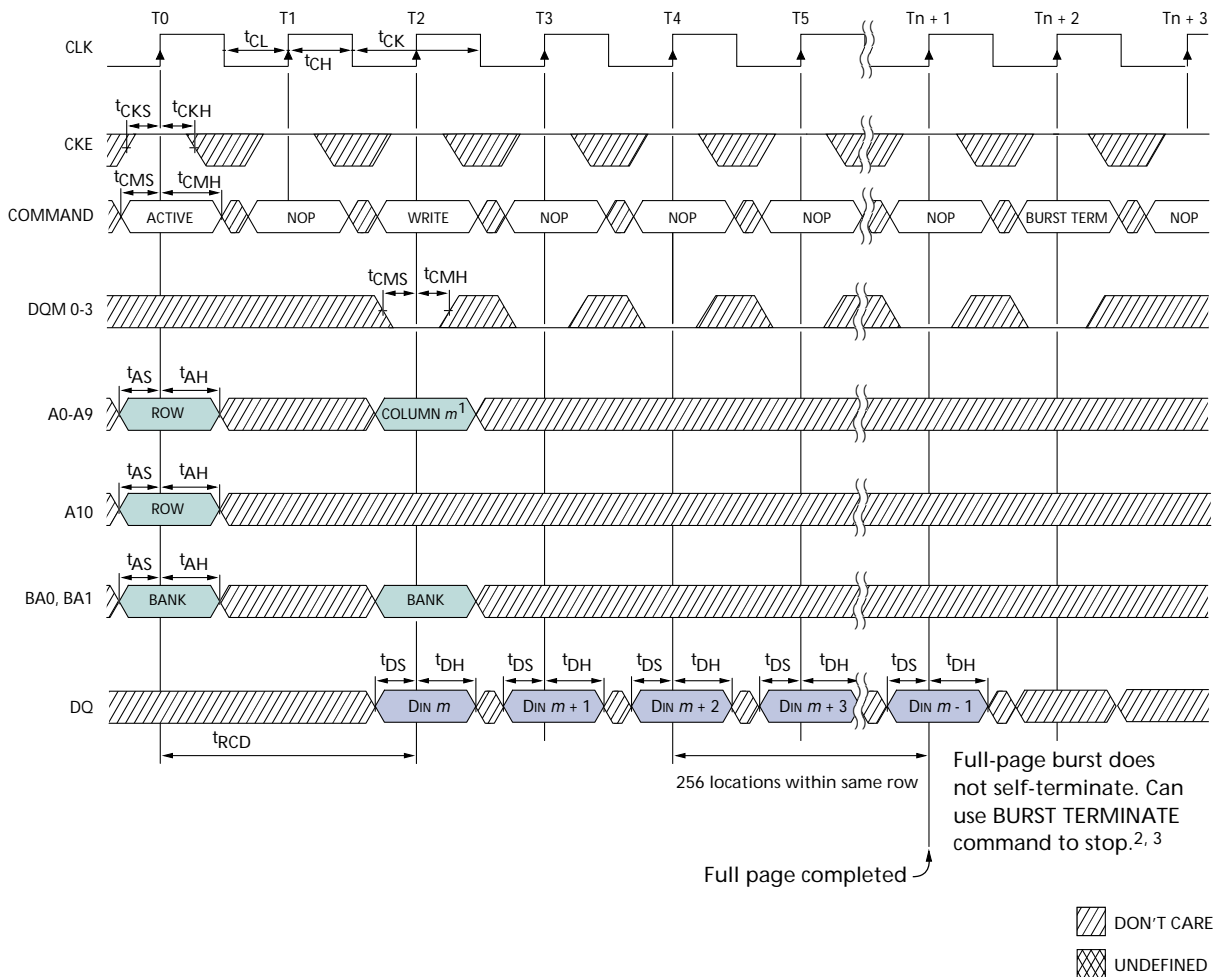 T0 T1 T2 T3 T4 T5 Tn + 1 Tn + 2 Tn + 3
CLK tCL tCH tCK
tCKS tCKH
CKE
tCMS tCMH
COMMAND ACTIVE NOP WRITE NOP NOP NOP NOP BURST TERM NOP
tCMS tCMH
DQM 0-3
tAS tAH
A0-A9 ROW COLUMN m1
tAS tAH
A10 ROW
tAS tAH
BA0, BA1 BANK BANK
tDS tDH tDS tDH tDS tDH tDS tDH tDS tDH
DQ DIN m DIN m + 1 DIN m + 2 DIN m + 3 DIN m - 1
tRCD
256 locations within same row
Full-page burst does
not self-terminate. Can
use BURST TERMINATE
command to stop.2, 3
Full page completed
DON'T CARE
UNDEFINED